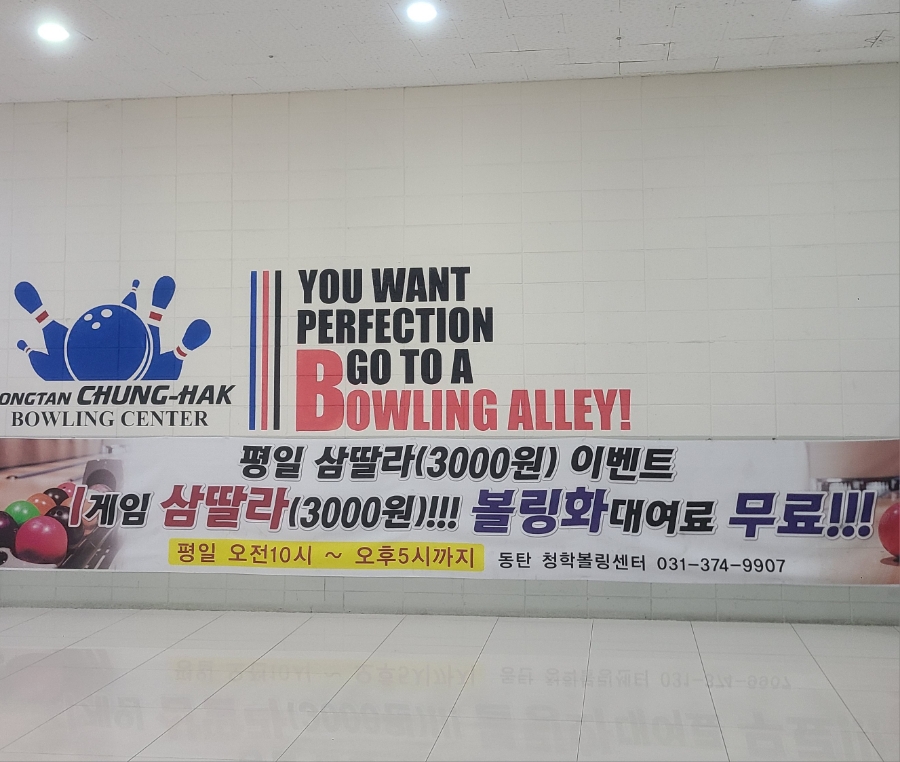 ONGTAN CHUNG-HAK
BOWLING CENTER
YOU WANT
PERFECTION
GO TO A
BOWLING ALLEY!
평일 삼딸라(3000원) 이벤트
1게임 삼딸라(3000원)!!! 볼링화대여료 무료!!!
평일 오전10시 ~ 오후5시까지 동탄 청학볼링센터 031-374-9907